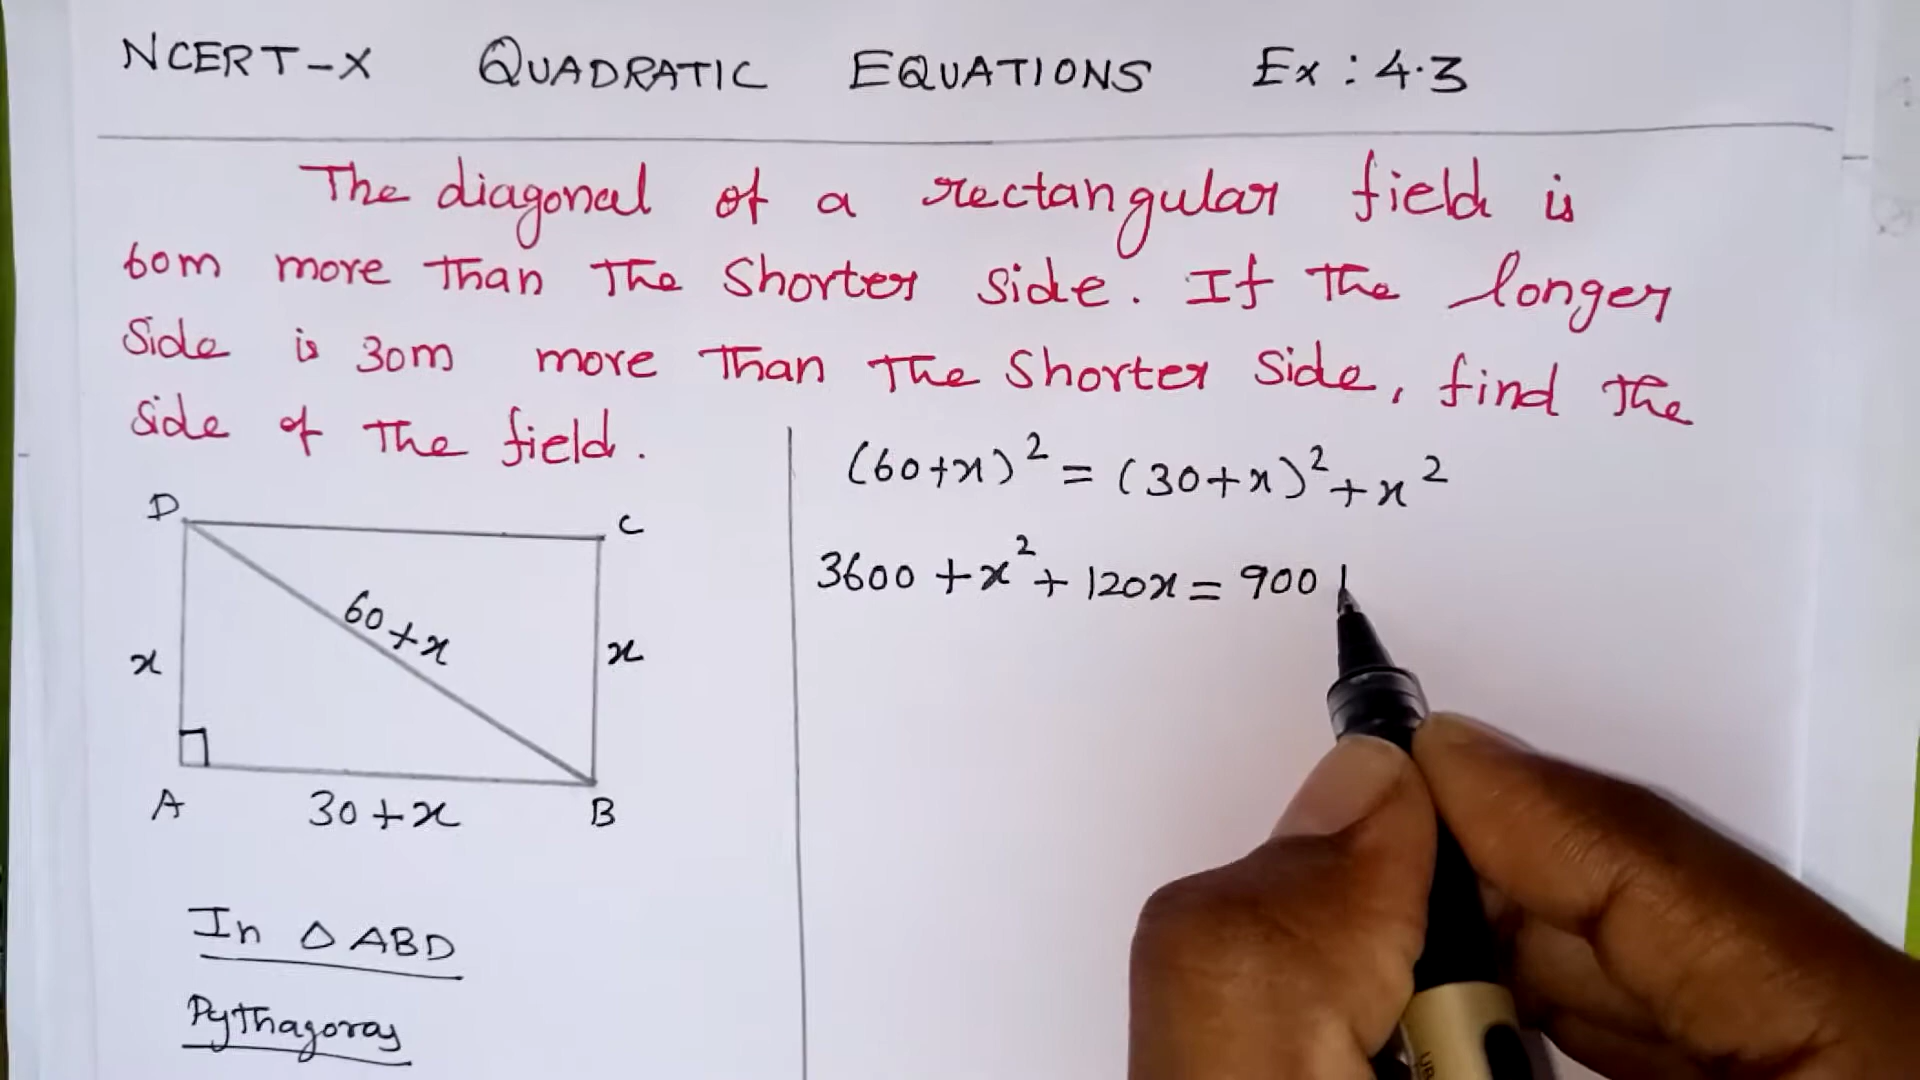 NCERT-X QUADRATIC EQUATIONS Ex : 4.3
The diagonal of a rectangular field is
60m more than the shorter side. If the longer
side is 30m more than the shorter side, find the
side of the field.
(60+x)² = (30+x)² + x²
3600 + x² + 120x = 900
D C
60+x
x x
A 30+x B
In △ ABD
Pythagoras